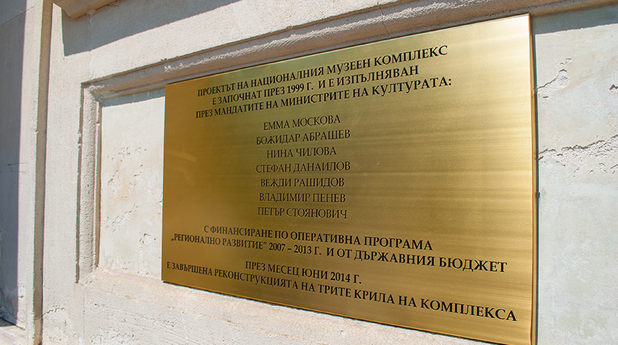 ПРОЕКТЪТ НА НАЦИОНАЛНИЯ МУЗЕЕН КОМПЛЕКС
Е ЗАПОЧНАТ ПРЕЗ 1999 Г. И Е ИЗПЪЛНЯВАН
ПРЕЗ МАНДАТИТЕ НА МИНИСТРИТЕ НА КУЛТУРАТА:
ЕММА МОСКОВА
БОЖИДАР АБРАШЕВ
НИНА ЧИЛОВА
СТЕФАН ДАНАИЛОВ
ВЕЖДИ РАШИДОВ
ВЛАДИМИР ПЕНЕВ
ПЕТЪР СТОЯНОВИЧ
С ФИНАНСИРАНЕ ПО ОПЕРАТИВНА ПРОГРАМА
„РЕГИОНАЛНО РАЗВИТИЕ" 2007 – 2013 Г. И ОТ ДЪРЖАВНИЯ БЮДЖЕТ
ПРЕЗ МЕСЕЦ ЮНИ 2014 Г.
Е ЗАВЪРШЕНА РЕКОНСТРУКЦИЯТА НА ТРИТЕ КРИЛА НА КОМПЛЕКСА